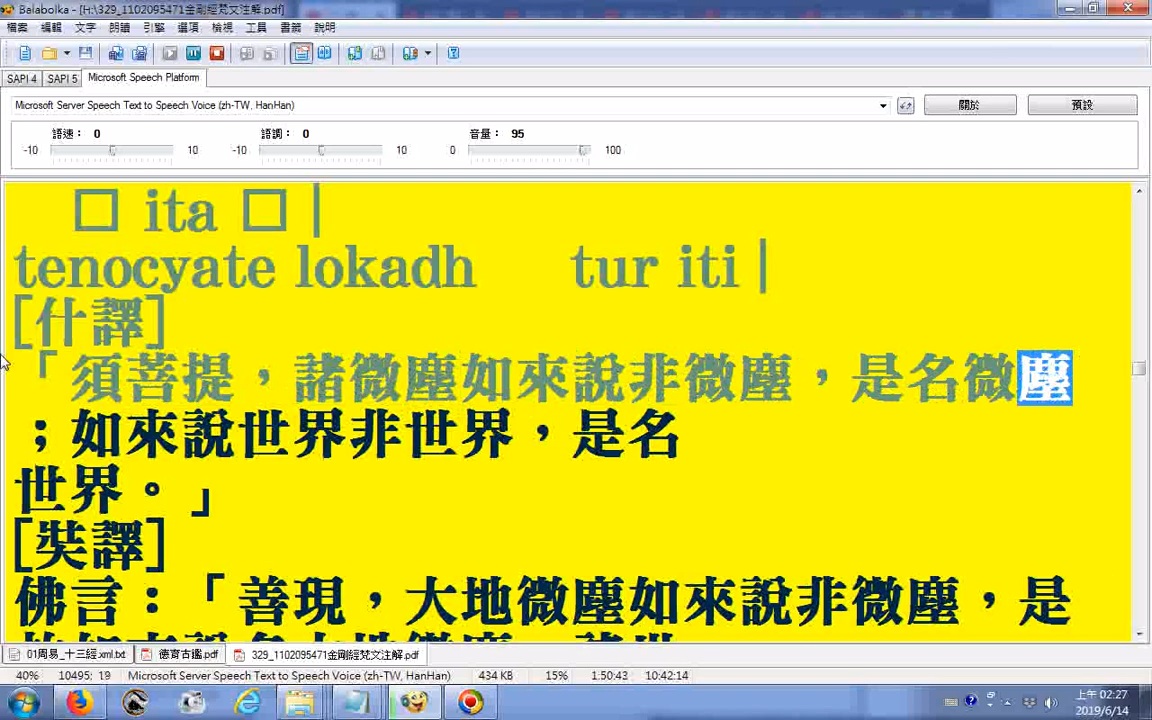 Balabolka - [H:\329_1102095471金剛經梵文注解.pdf]
檔案 編輯 文字 朗讀 引擎 選項 檢視 工具 書籤 說明
SAPI 4 SAPI 5 Microsoft Speech Platform
Microsoft Server Speech Text to Speech Voice (zh-TW, HanHan) 關於 預設
語速： 0 語調： 0 音量： 95
-10 10 -10 10 0 100
□ ita □ |
tenocyate lokadh tur iti |
[什譯]
「須菩提，諸微塵如來說非微塵，是名微塵
；如來說世界非世界，是名
世界。」
[奘譯]
佛言：「善現，大地微塵如來說非微塵，是
01周易_十三經.xml.txt 德育古鑑.pdf 329_1102095471金剛經梵文注解.pdf
40% 10495: 19 Microsoft Server Speech Text to Speech Voice (zh-TW, HanHan) 434 KB 15% 1:50:43 10:42:14
上午 02:27
2019/6/14